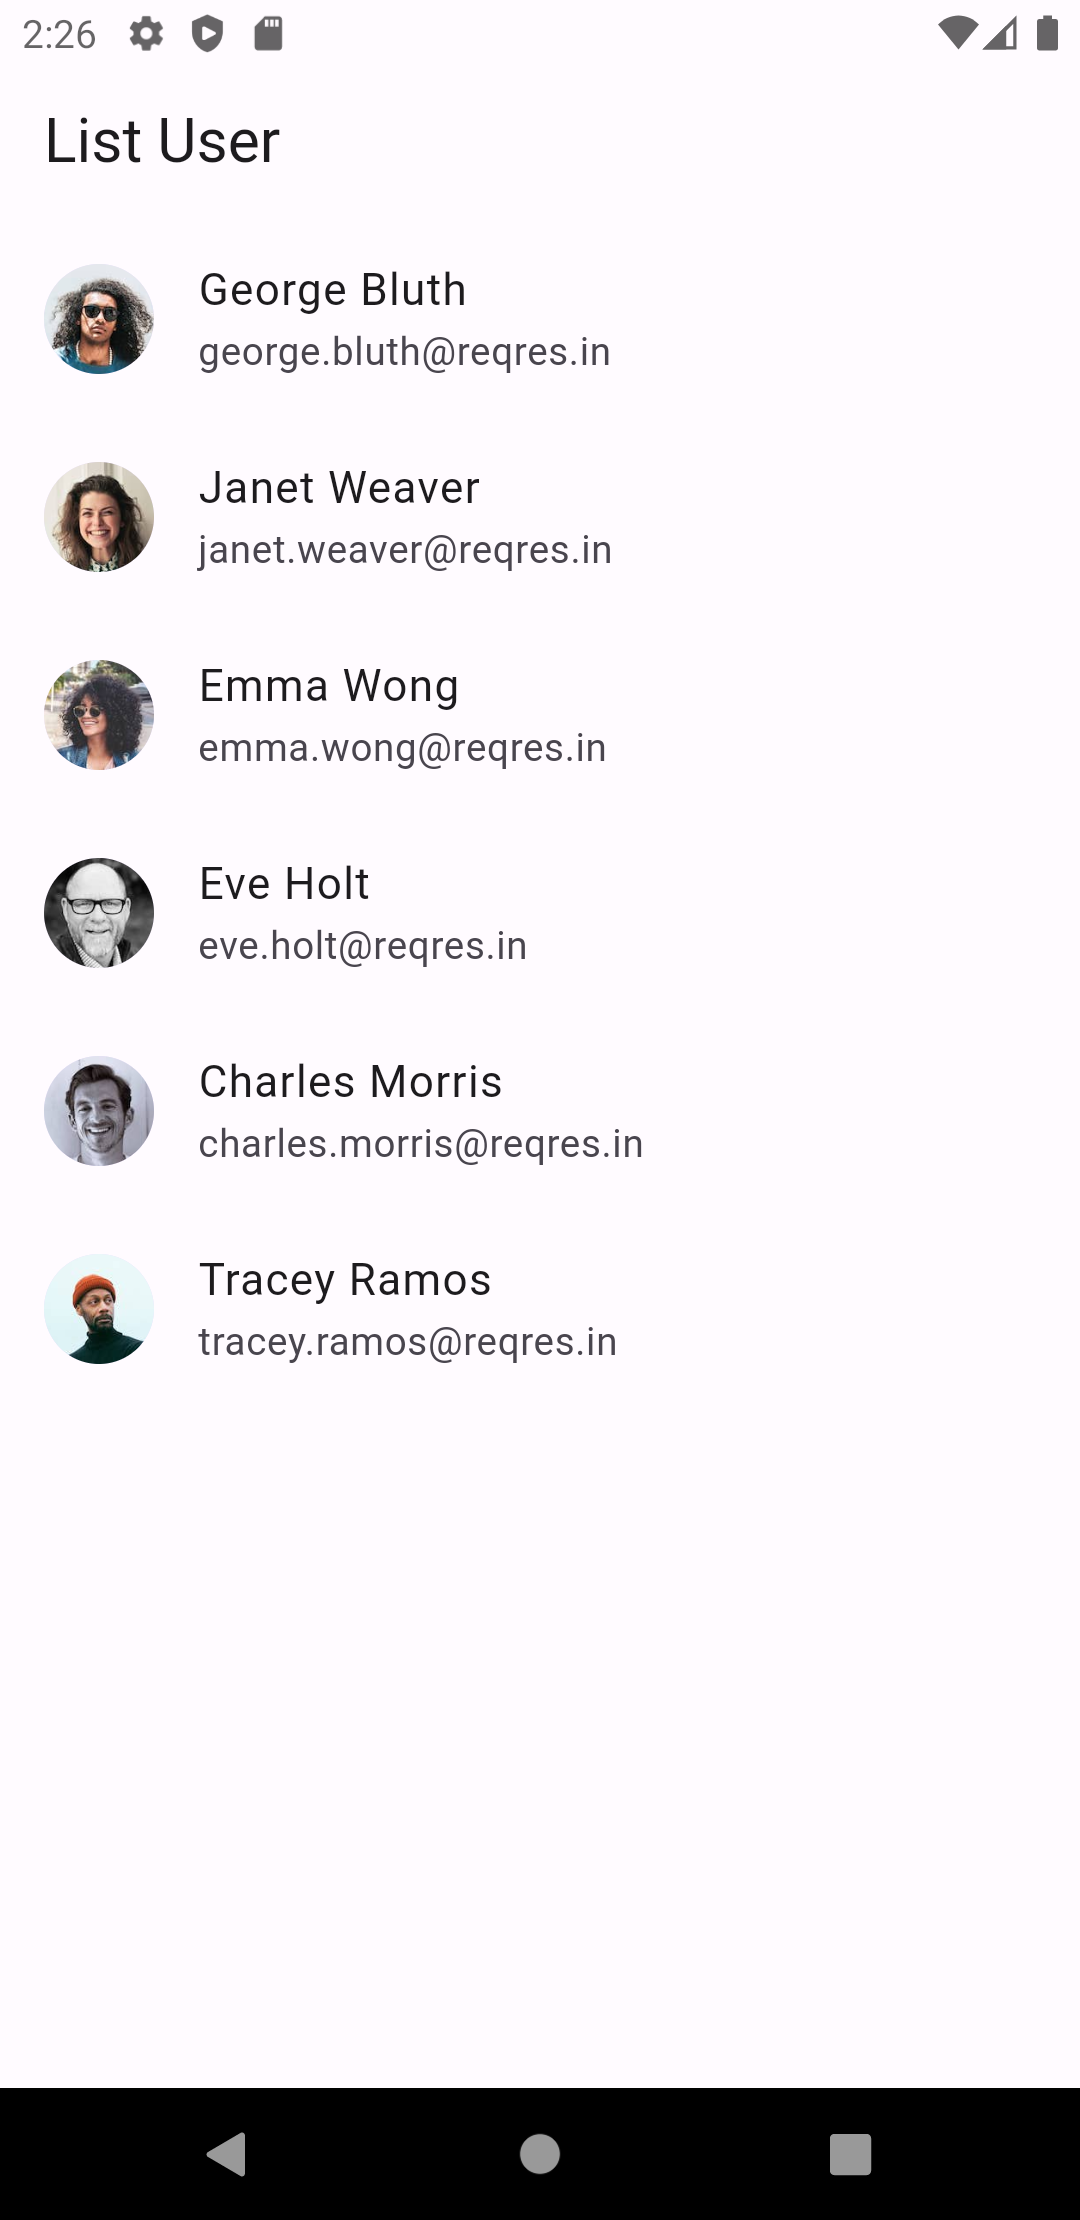 2:26
List User
George Bluth
george.bluth@reqres.in
Janet Weaver
janet.weaver@reqres.in
Emma Wong
emma.wong@reqres.in
Eve Holt
eve.holt@reqres.in
Charles Morris
charles.morris@reqres.in
Tracey Ramos
tracey.ramos@reqres.in